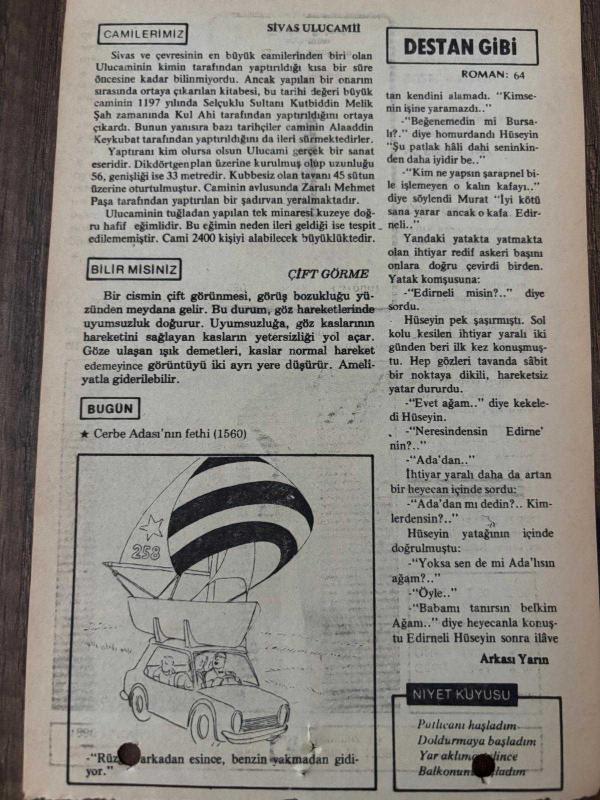 CAMİLERİMİZ
SİVAS ULUCAMİİ
Sivas ve çevresinin en büyük camilerinden biri olan
Ulucaminin kimin tarafından yaptırıldığı kısa bir süre
öncesine kadar bilinmiyordu. Ancak yapılan bir onarım
sırasında ortaya çıkarılan kitabesi, bu tarihi değeri büyük
caminin 1197 yılında Selçuklu Sultanı Kutbiddin Melik
Şah zamanında Kul Ahi tarafından yaptırıldığını ortaya
çıkardı. Bunun yanısıra bazı tarihçiler caminin Alaaddin
Keykubat tarafından yaptırıldığını da ileri sürmektedirler.
Yaptıranı kim olursa olsun Ulucami gerçek bir sanat
eseridir. Dikdörtgenplan üzerine kurulmuş olup uzunluğu
56, genişliği ise 33 metredir. Kubbesiz olan tavanı 45 sütun
üzerine oturtulmuştur. Caminin avlusunda Zaralı Mehmet
Paşa tarafından yaptırılan bir şadırvan yeralmaktadır.
Ulucaminin tuğladan yapılan tek minaresi kuzeye doğ-
ru hafif eğimlidir. Bu eğimin neden ileri geldiği ise tespit
edilememiştir. Cami 2400 kişiyi alabilecek büyüklüktedir.
BİLİR MİSİNİZ
ÇİFT GÖRME
Bir cismin çift görünmesi, görüş bozukluğu yü-
zünden meydana gelir. Bu durum, göz hareketlerinde
uyumsuzluk doğurur. Uyumsuzluğa, göz kaslarının
hareketini sağlayan kasların yetersizliği yol açar.
Göze ulaşan ışık demetleri, kaslar normal hareket
edemeyince görüntüyü iki ayrı yere düşürür. Ameli-
yatla giderilebilir.
BUGÜN
★ Cerbe Adası'nın fethi (1560)
258
-"Rüz arkadan esince, benzin yakmadan gidi-
yor."
DESTAN GİBİ
ROMAN: 64
tan kendini alamadı. "Kimse-
nin işine yaramazdı.."
-"Beğenemedin mi Bursa-
lı?.." diye homurdandı Hüseyin
"Şu patlak hâli dahi seninkin-
den daha iyidir be.."
-"Kim ne yapsın şarapnel bi-
le işlemeyen o kalın kafayı.."
diye söylendi Murat "İyi kötü
sana yarar ancak o kafa Edir-
neli.."
Yandaki yatakta yatmakta
olan ihtiyar redif askeri başını
onlara doğru çevirdi birden.
Yatak komşusuna:
-"Edirneli misin?.." diye
sordu.
Hüseyin pek şaşırmıştı. Sol
kolu kesilen ihtiyar yaralı iki
günden beri ilk kez konuşmuş-
tu. Hep gözleri tavanda sâbit
bir noktaya dikili, hareketsiz
yatar dururdu.
-"Evet ağam.." diye kekele-
di Hüseyin.
-"Neresindensin Edirne'
nin?.."
-"Ada'dan.."
İhtiyar yaralı daha da artan
bir heyecan içinde sordu:
-"Ada'dan mı dedin?.. Kim-
lerdensin?.."
Hüseyin yatağının içinde
doğrulmuştu:
-"Yoksa sen de mi Ada'lısın
ağam?.."
-"Öyle.."
-"Babamı tanırsın belkim
Ağam.." diye heyecanla konuş-
tu Edirneli Hüseyin sonra ilâve
Arkası Yarın
NİYET KUYUSU
Patlıcanı haşladım
Doldurmaya başladım
Yar aklıma lince
Balkonun ladım